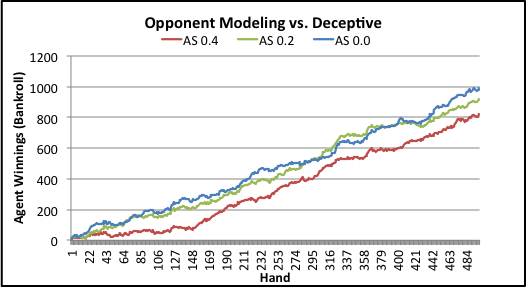 Opponent Modeling vs. Deceptive
AS 0.4 AS 0.2 AS 0.0
Agent Winnings (Bankroll)
1200
1000
800
600
400
200
0
1 22 43 64 85 106 127 148 169 190 211 232 253 274 295 316 337 358 379 400 421 442 463 484
Hand